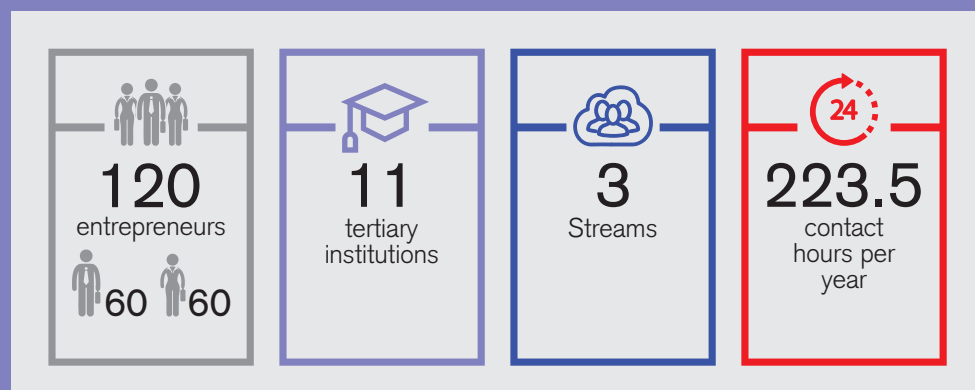 120
entrepreneurs
60 60
11
tertiary
institutions
3
Streams
24
223.5
contact
hours per
year